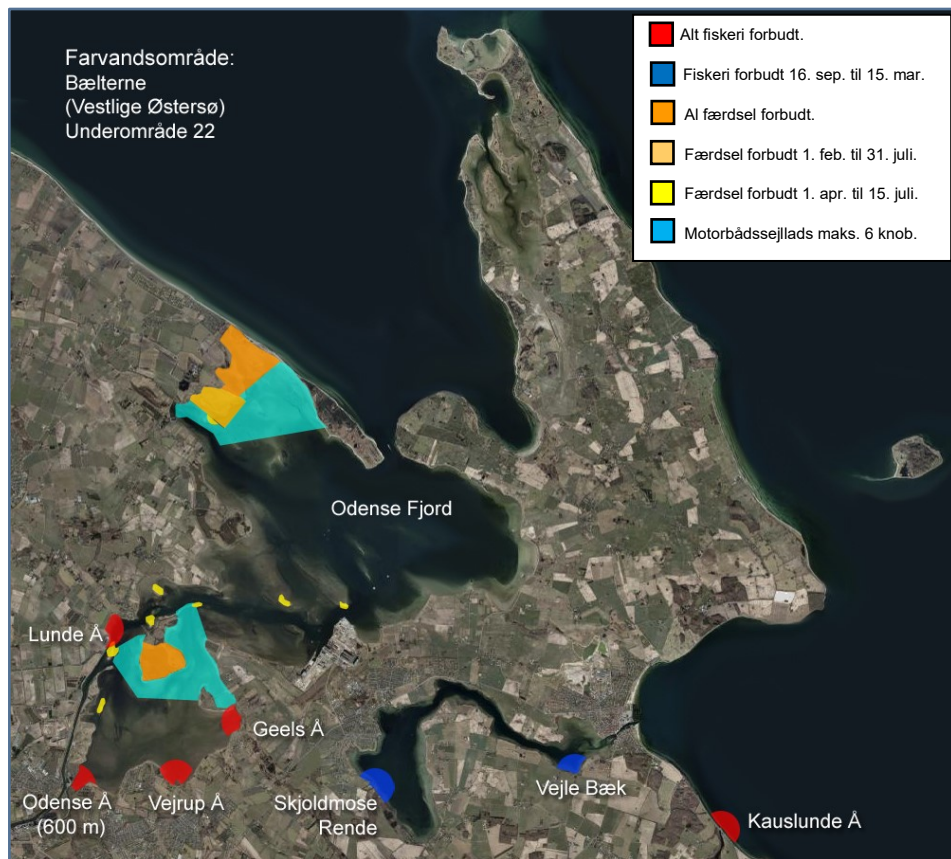 Farvandsområde:
Bælterne
(Vestlige Østersø)
Underområde 22
Alt fiskeri forbudt.
Fiskeri forbudt 16. sep. til 15. mar.
Al færdsel forbudt.
Færdsel forbudt 1. feb. til 31. juli.
Færdsel forbudt 1. apr. til 15. juli.
Motorbådssejllads maks. 6 knob.
Odense Fjord
Lunde Å
Geels Å
Odense Å
(600 m)
Vejrup Å
Skjoldmose
Rende
Vejle Bæk
Kauslunde Å